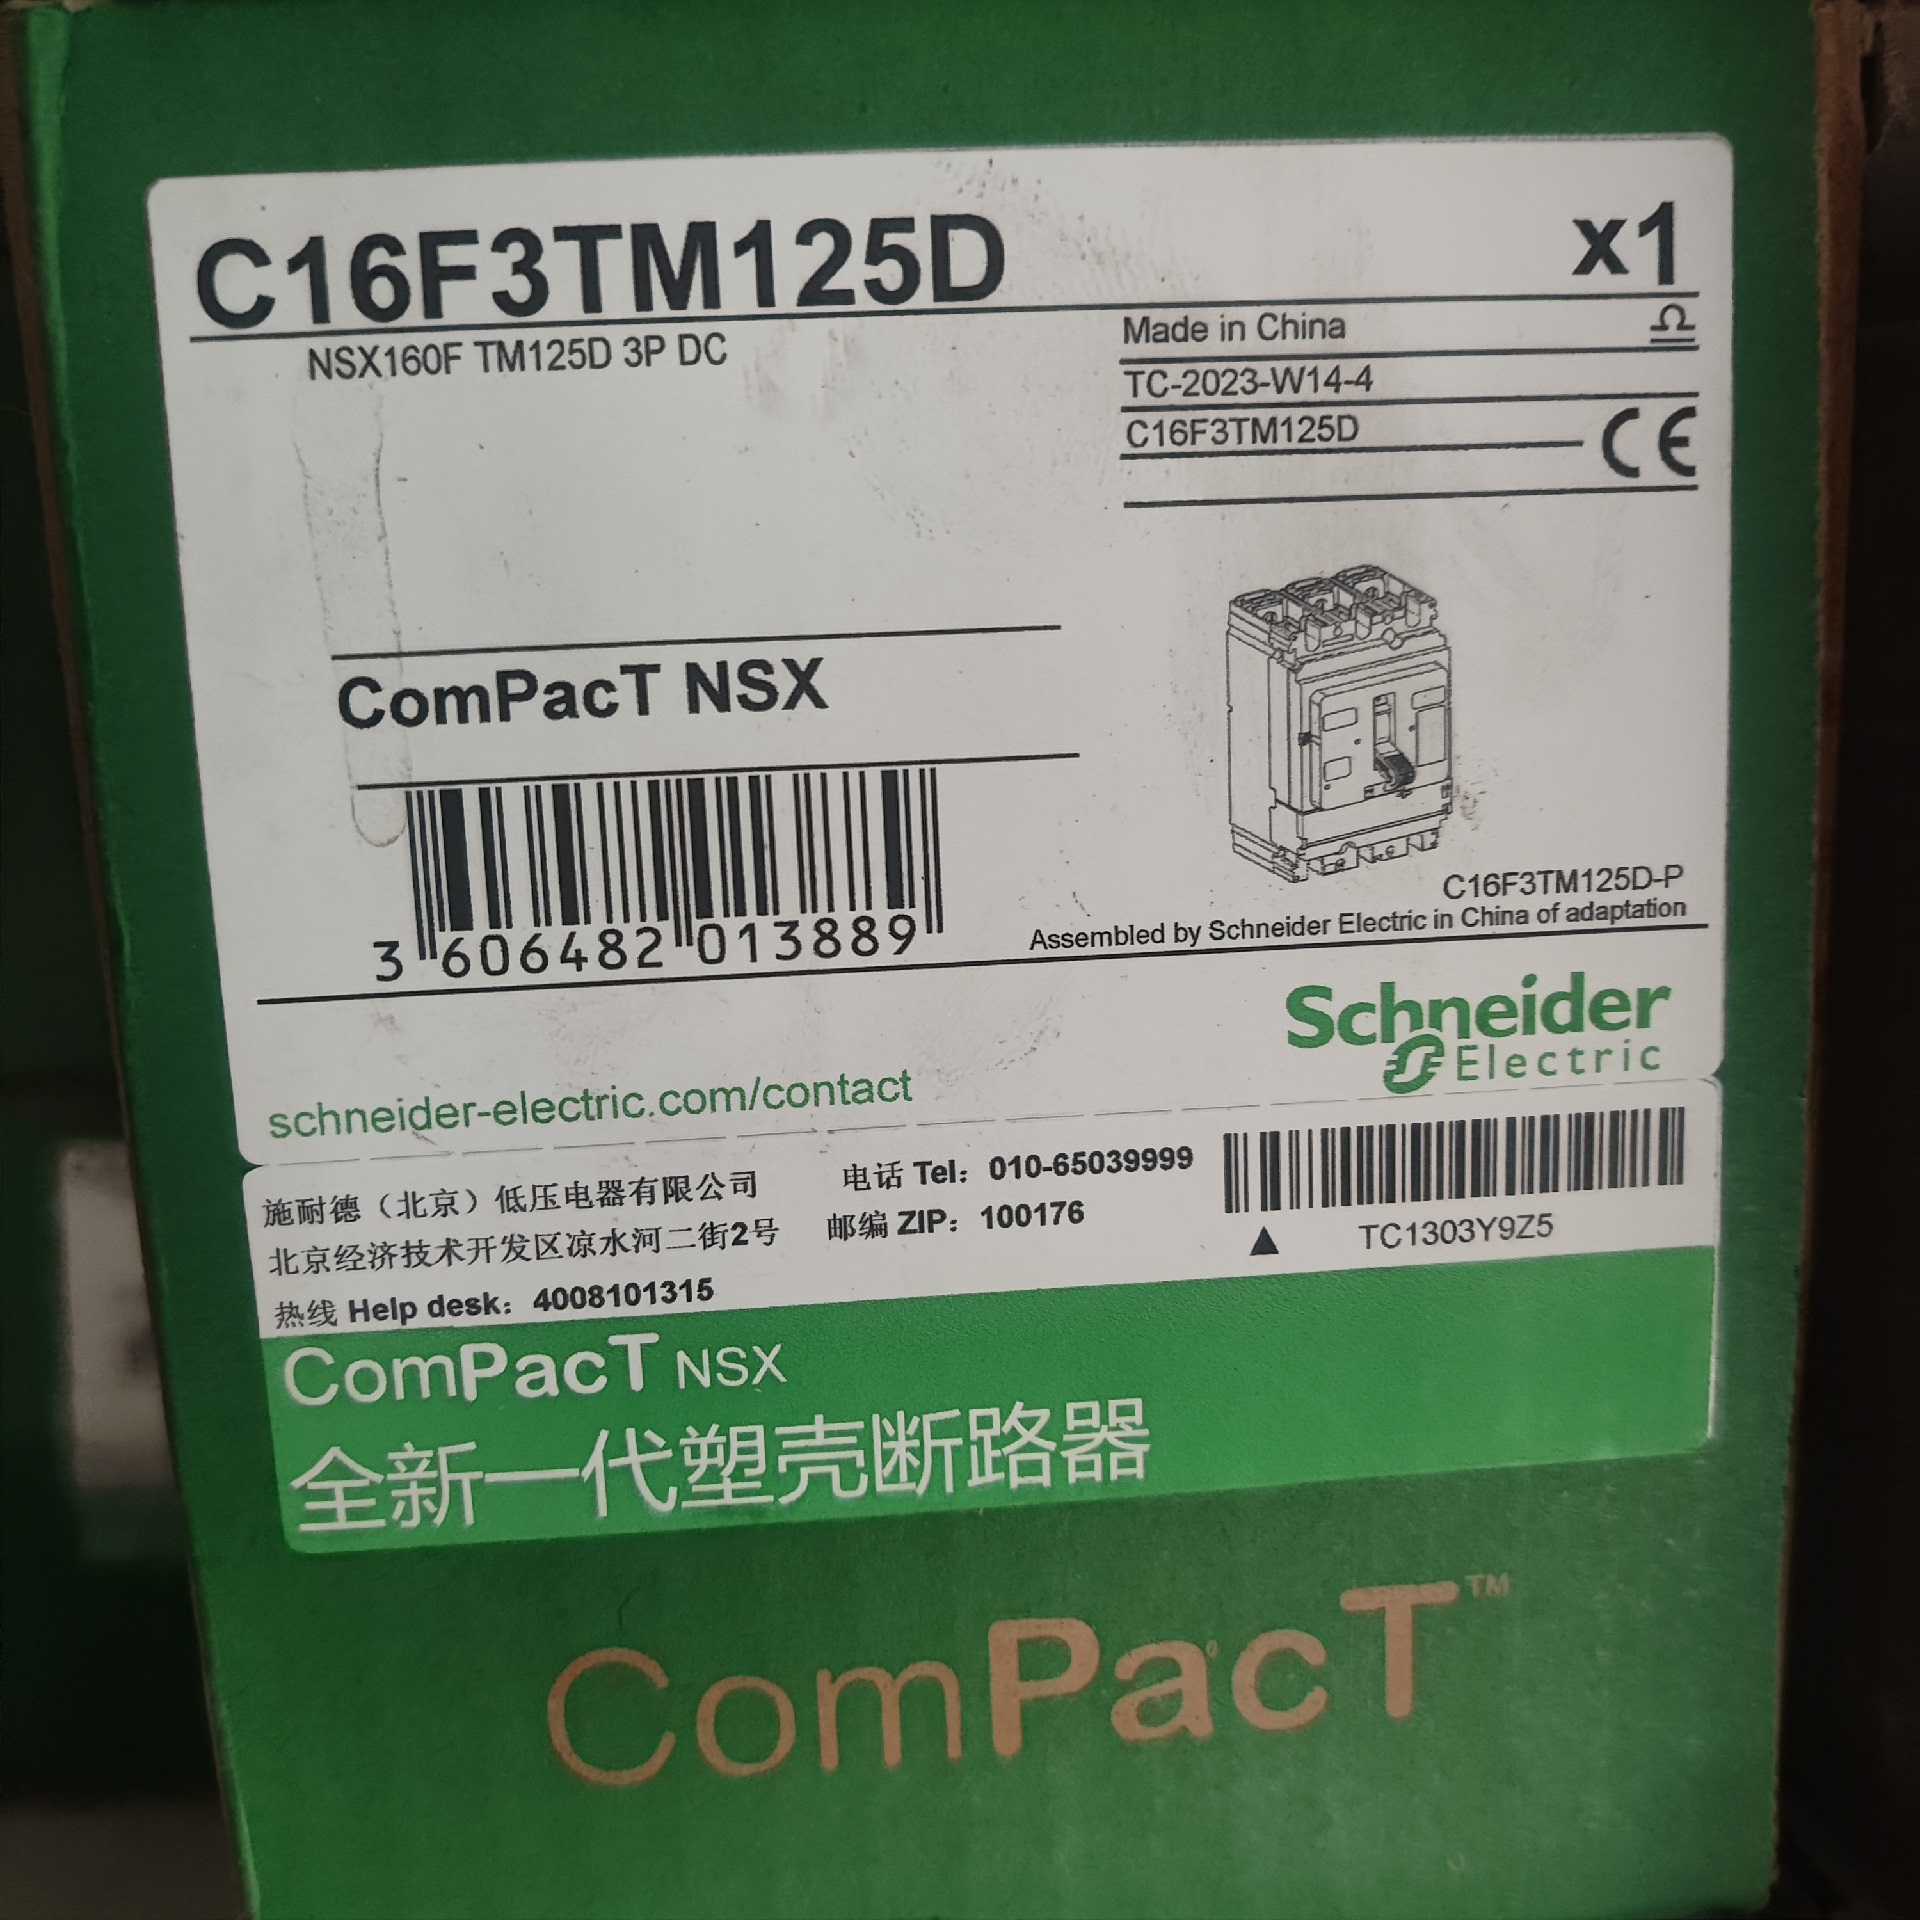 C16F3TM125D
x1
NSX160F TM125D 3P DC
Made in China
TC-2023-W14-4
C16F3TM125D
CE
ComPacT NSX
3 606482 013889
C16F3TM125D-P
Assembled by Schneider Electric in China of adaptation
Schneider
Electric
schneider-electric.com/contact
施耐德（北京）低压电器有限公司 电话 Tel：010-65039999
北京经济技术开发区凉水河二街2号 邮编 ZIP：100176
热线 Help desk：4008101315
TC1303Y9Z5
ComPacT NSX
全新一代塑壳断路器
ComPacT™